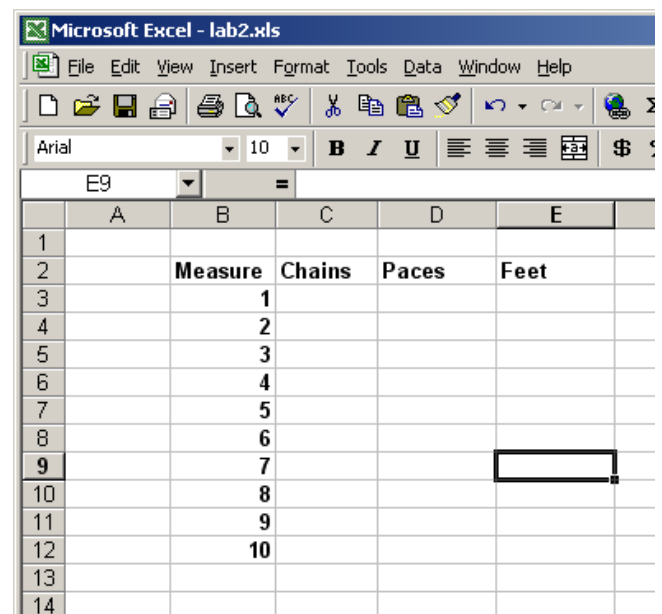 Microsoft Excel - lab2.xls
File Edit View Insert Format Tools Data Window Help
ABC
Arial 10 B I U a $
E9 =
A B C D E
1
2 Measure Chains Paces Feet
3 1
4 2
5 3
6 4
7 5
8 6
9 7
10 8
11 9
12 10
13
14